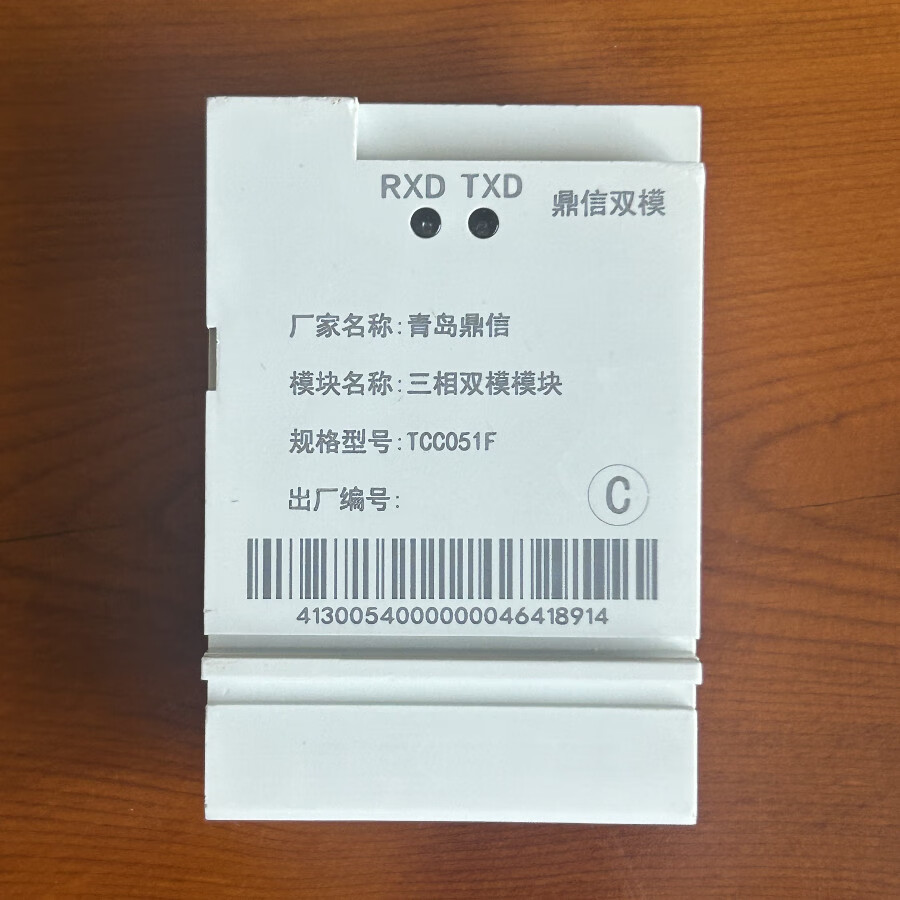 RXD TXD
鼎信双模
厂家名称:青岛鼎信
模块名称:三相双模模块
规格型号:TCC051F
出厂编号:
C
4130054000000046418914